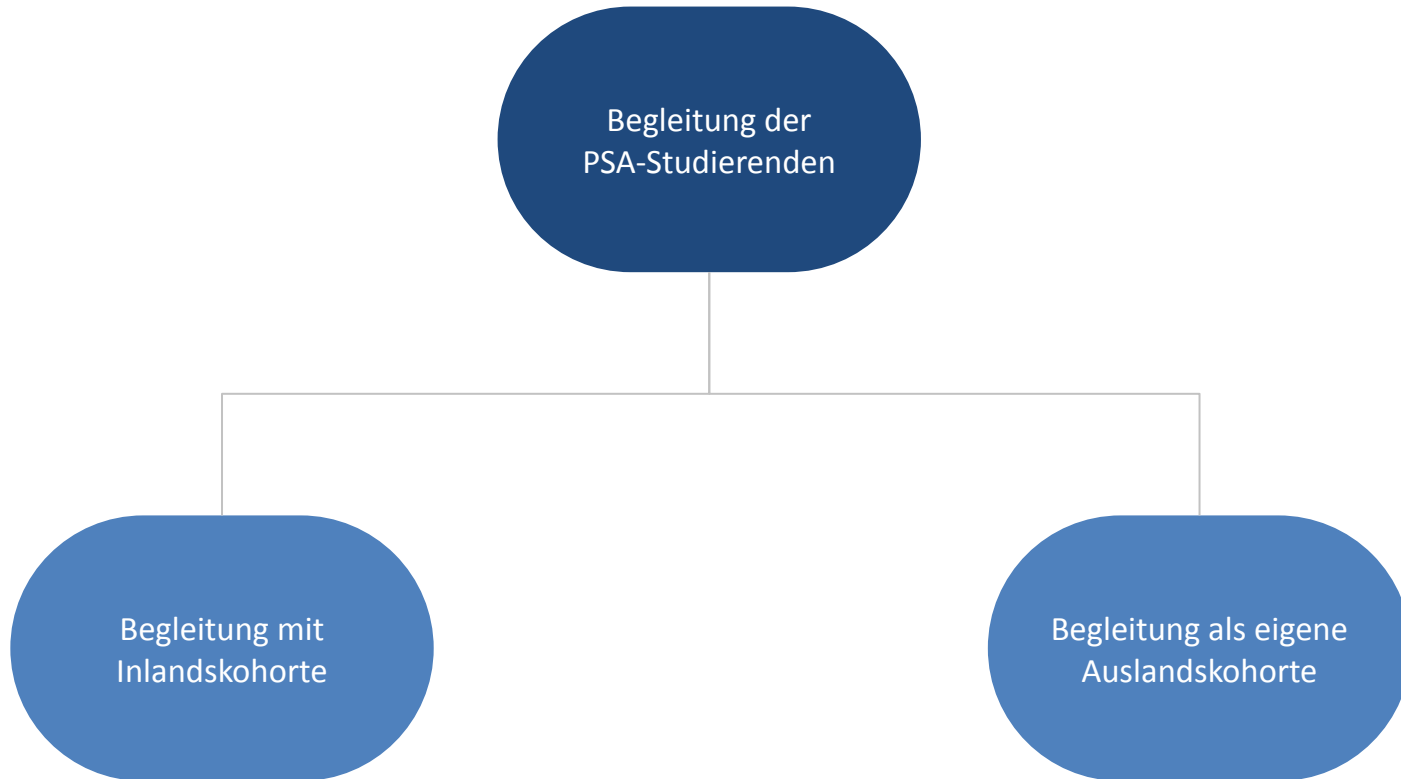 Begleitung der
PSA-Studierenden
Begleitung mit
Inlandskohorte
Begleitung als eigene
Auslandskohorte